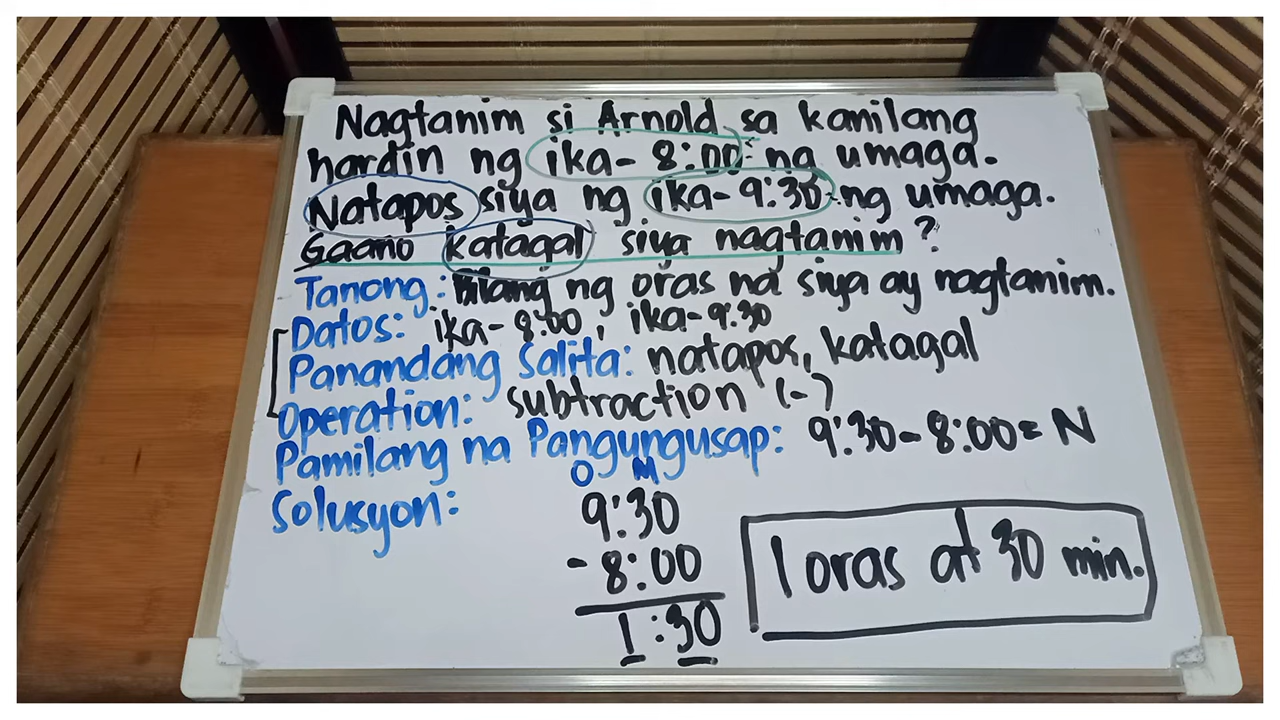 Nagtanim si Arnold sa kanilang
hardin ng ika-8:00 ng umaga.
Natapos siya ng ika-9:30 ng umaga.
Gaano katagal siya nagtanim?
Tanong: Bilang ng oras na siya ay nagtanim.
Datos: ika-8:00, ika-9:30
Panandang Salita: natapos, katagal
Operation: subtraction (-)
Pamilang na Pangungusap: 9:30-8:00=N
O M
Solusyon: 9:30
-8:00
1:30
1 oras at 30 min.